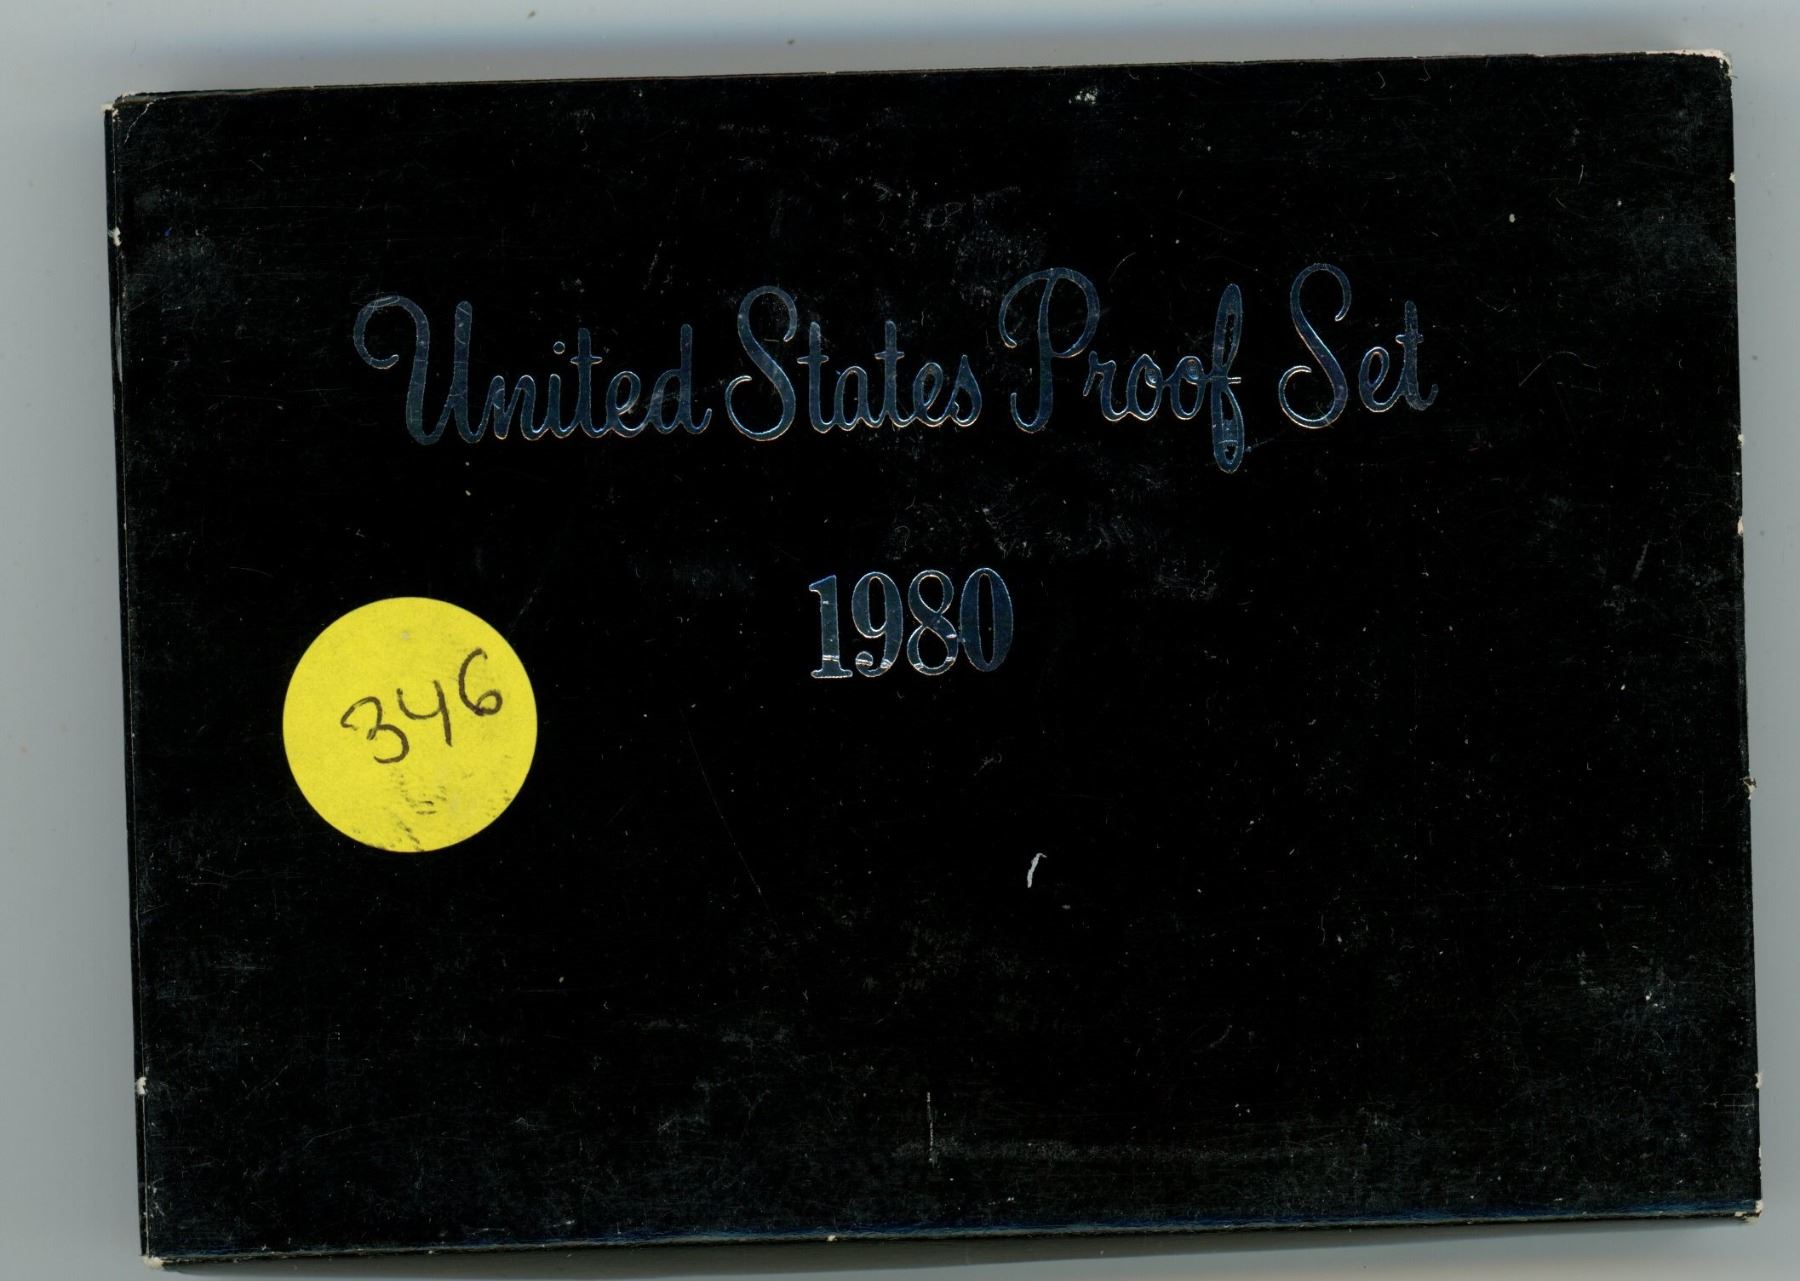 United States Proof Set
1980
346